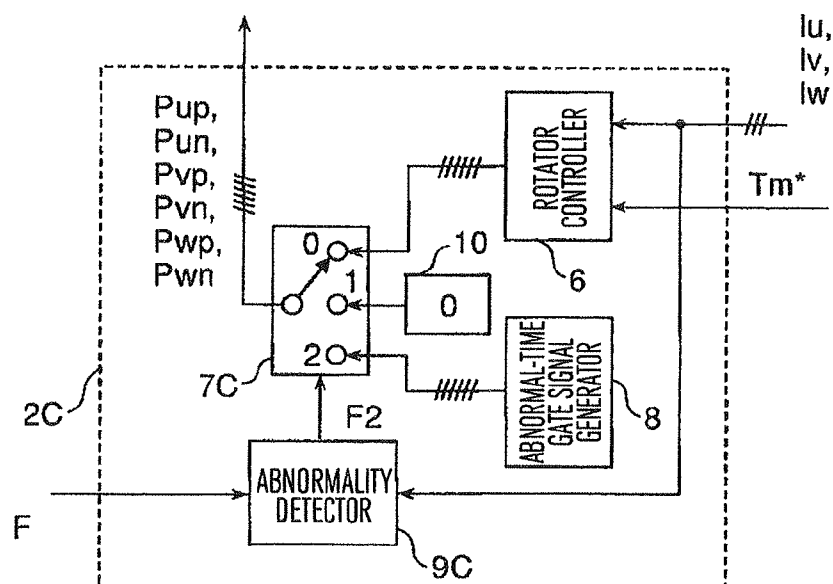 Iu,
Iv,
Iw
Pup,
Pun,
Pvp,
Pvn,
Pwp,
Pwn
ROTATOR
CONTROLLER
Tm*
6
10
0
1
0
2
7C
ABNORMAL-TIME
GATE SIGNAL
GENERATOR
8
2C
F2
ABNORMALITY
DETECTOR
F
9C